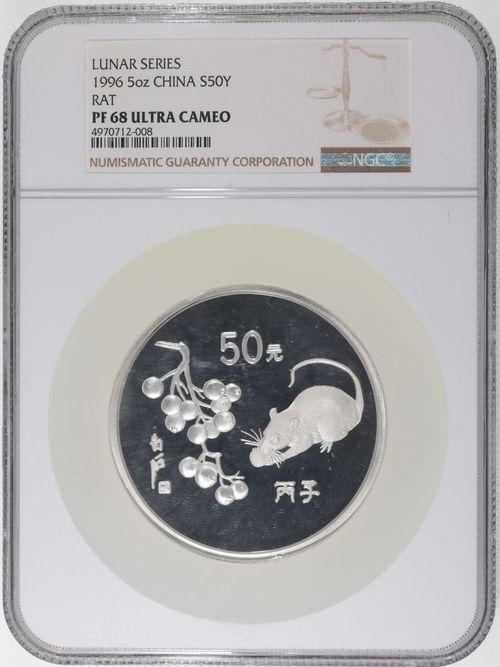 LUNAR SERIES
1996 5oz CHINA S50Y
RAT
PF 68 ULTRA CAMEO
4970712-008
NUMISMATIC GUARANTY CORPORATION
NGC
50元
白石
丙子